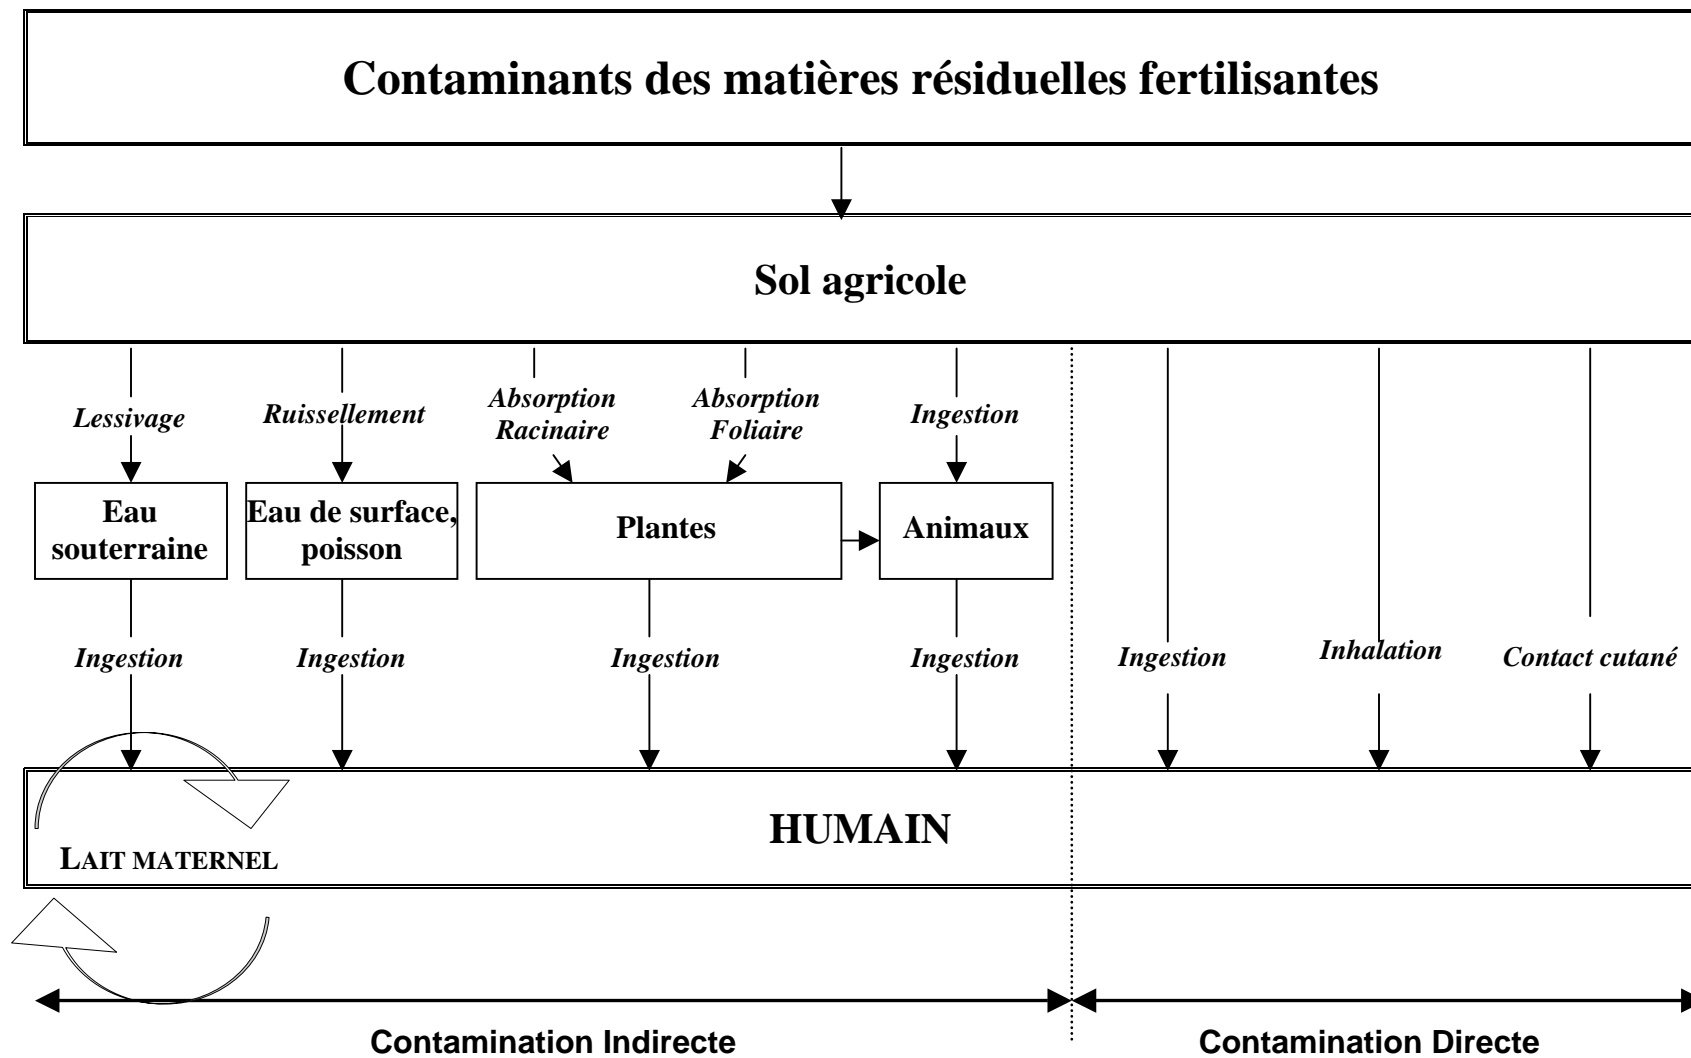 Contaminants des matières résiduelles fertilisantes
Sol agricole
Lessivage
Ruissellement
Absorption
Racinaire
Absorption
Foliaire
Ingestion
Eau
souterraine
Eau de surface,
poisson
Plantes
Animaux
Ingestion
Ingestion
Ingestion
Ingestion
Ingestion
Inhalation
Contact cutané
HUMAIN
LAIT MATERNEL
Contamination Indirecte
Contamination Directe